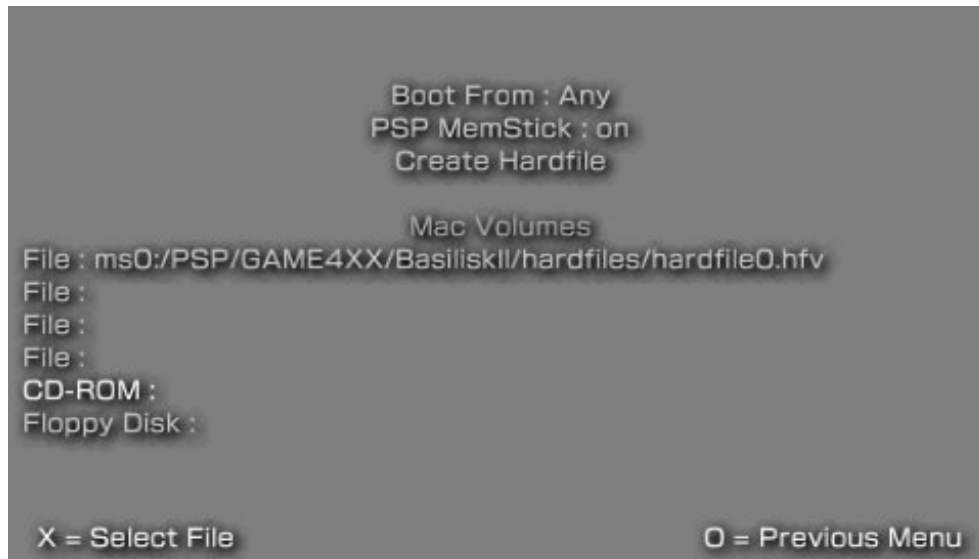 Boot From : Any
PSP MemStick : on
Create Hardfile
Mac Volumes
File : ms0:/PSP/GAME4XX/BasiliskII/hardfiles/hardfile0.hfv
File :
File :
File :
CD-ROM :
Floppy Disk :
X = Select File
O = Previous Menu